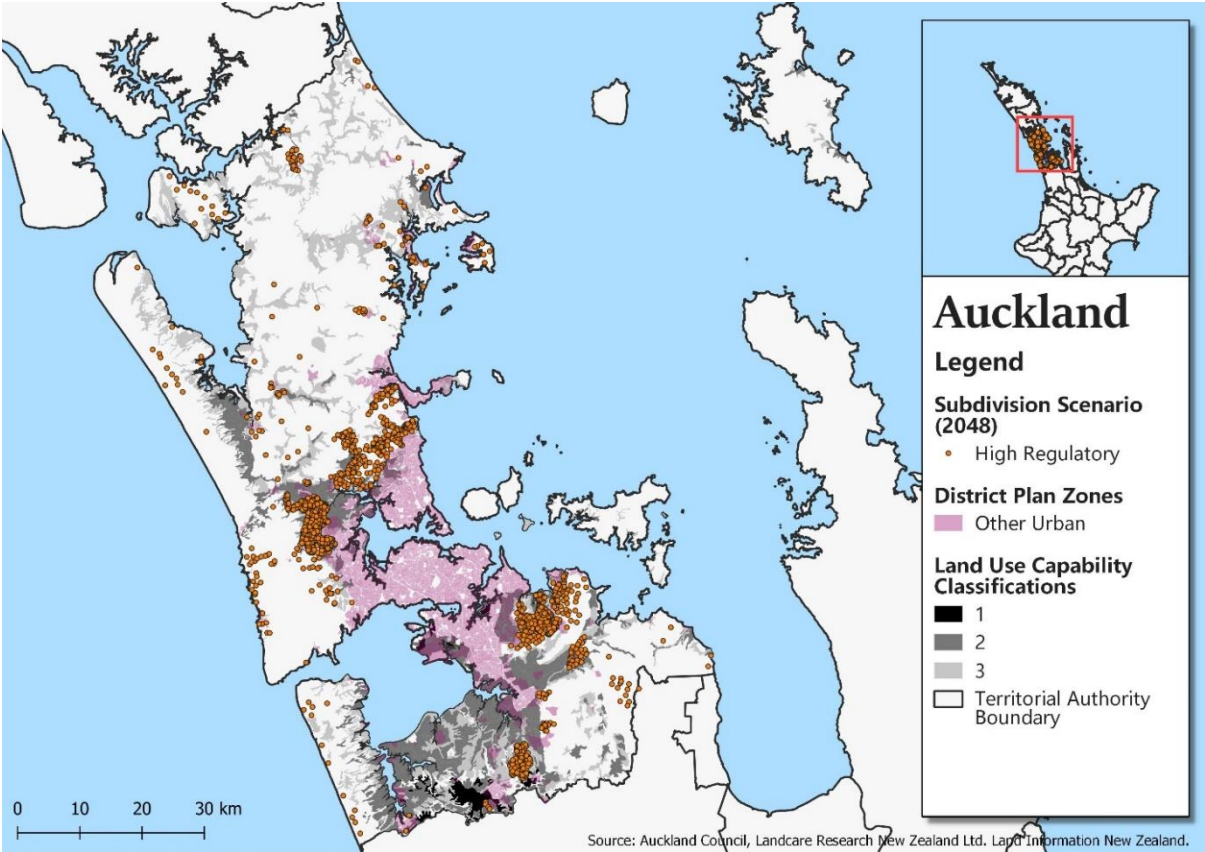 Auckland
Legend
Subdivision Scenario
(2048)
High Regulatory
District Plan Zones
Other Urban
Land Use Capability
Classifications
1
2
3
Territorial Authority
Boundary
0 10 20 30 km
Source: Auckland Council, Landcare Research New Zealand Ltd. Land Information New Zealand.